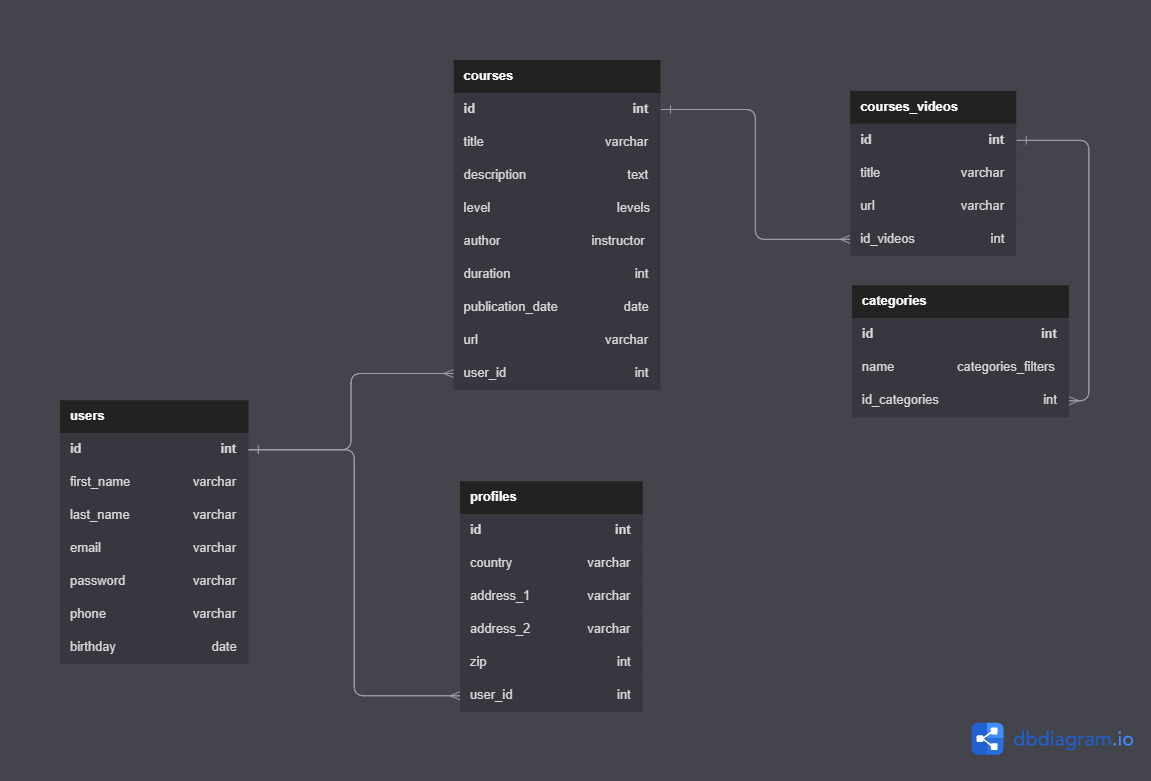 courses
id int
title varchar
description text
level levels
author instructor
duration int
publication_date date
url varchar
user_id int
courses_videos
id int
title varchar
url varchar
id_videos int
categories
id int
name categories_filters
id_categories int
users
id int
first_name varchar
last_name varchar
email varchar
password varchar
phone varchar
birthday date
profiles
id int
country varchar
address_1 varchar
address_2 varchar
zip int
user_id int
dbdiagram.io